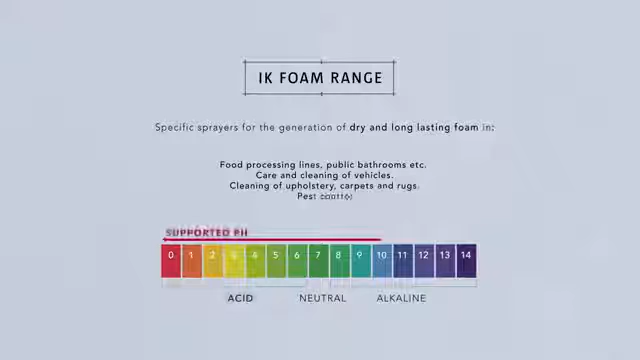 IK FOAM RANGE
Specific sprayers for the generation of dry and long lasting foam in:
Food processing lines, public bathrooms etc.
Care and cleaning of vehicles.
Cleaning of upholstery, carpets and rugs.
Pest control
SUPPORTED PH
0 1 2 3 4 5 6 7 8 9 10 11 12 13 14
ACID NEUTRAL ALKALINE